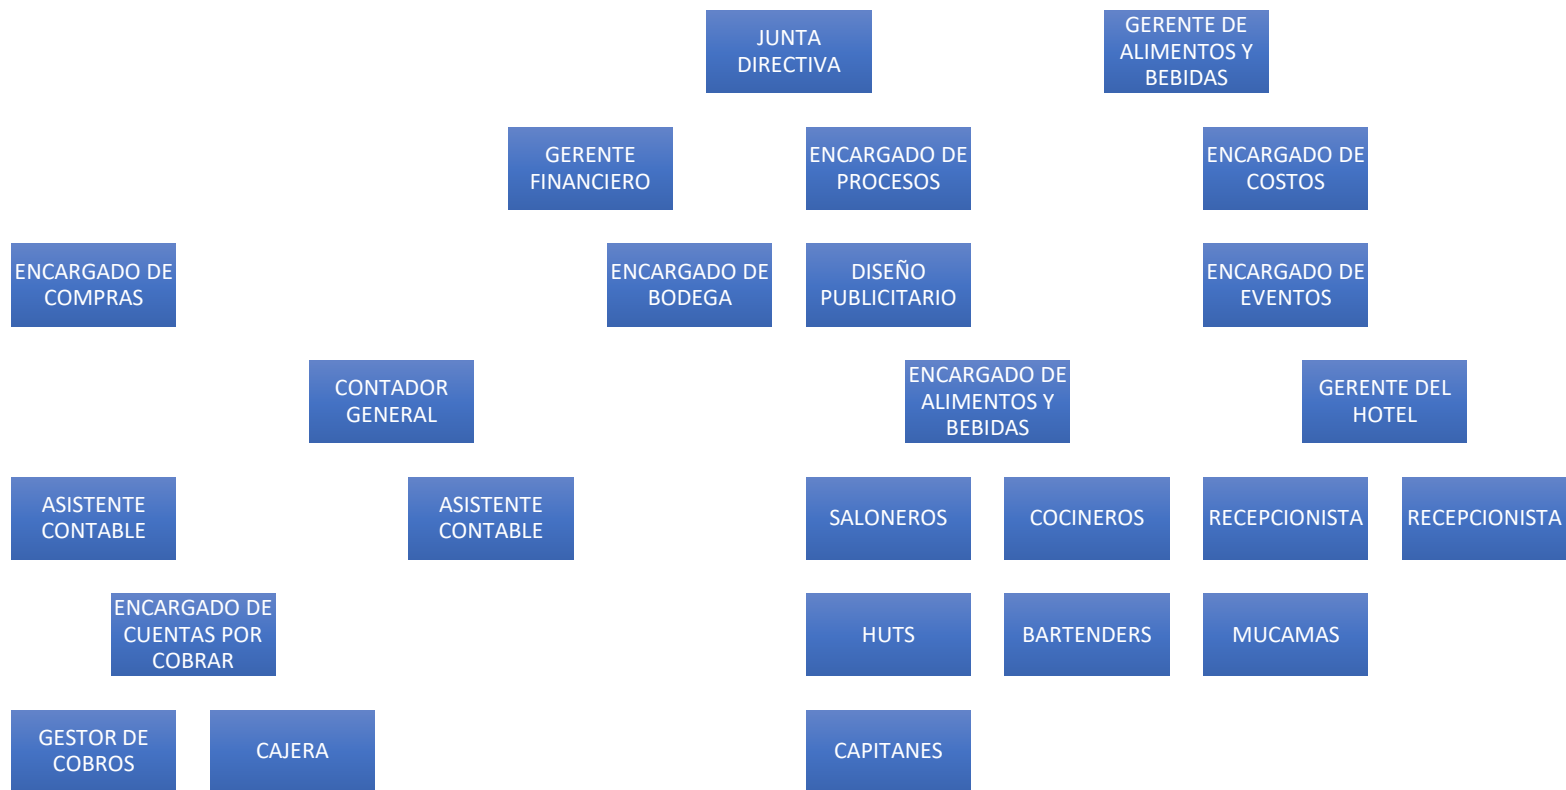 JUNTA
DIRECTIVA
GERENTE DE
ALIMENTOS Y
BEBIDAS
GERENTE
FINANCIERO
ENCARGADO DE
PROCESOS
ENCARGADO DE
COSTOS
ENCARGADO DE
COMPRAS
ENCARGADO DE
BODEGA
DISEÑO
PUBLICITARIO
ENCARGADO DE
EVENTOS
CONTADOR
GENERAL
ENCARGADO DE
ALIMENTOS Y
BEBIDAS
GERENTE DEL
HOTEL
ASISTENTE
CONTABLE
ASISTENTE
CONTABLE
SALONEROS
COCINEROS
RECEPCIONISTA
RECEPCIONISTA
ENCARGADO DE
CUENTAS POR
COBRAR
HUTS
BARTENDERS
MUCAMAS
GESTOR DE
COBROS
CAJERA
CAPITANES